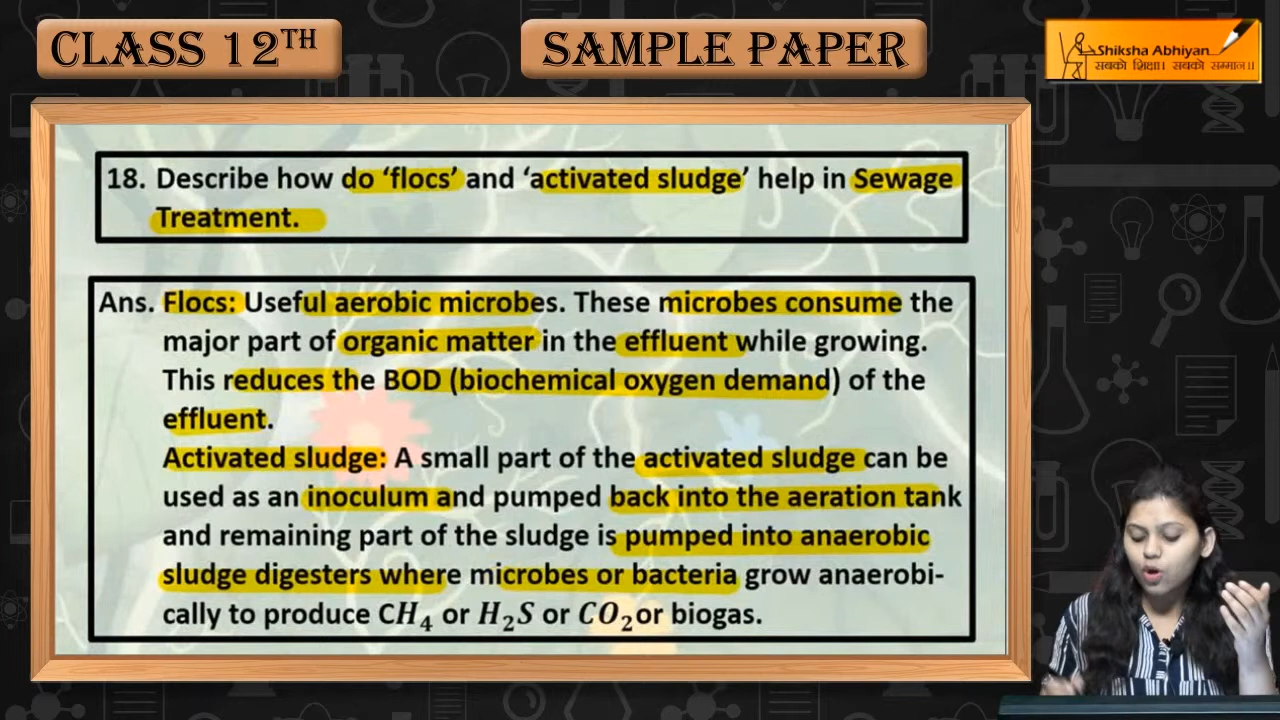 CLASS 12TH
SAMPLE PAPER
Shiksha Abhiyan
सबको शिक्षा। सबको सम्मान।।
18. Describe how do ‘flocs’ and ‘activated sludge’ help in Sewage
Treatment.
Ans. Flocs: Useful aerobic microbes. These microbes consume the
major part of organic matter in the effluent while growing.
This reduces the BOD (biochemical oxygen demand) of the
effluent.
Activated sludge: A small part of the activated sludge can be
used as an inoculum and pumped back into the aeration tank
and remaining part of the sludge is pumped into anaerobic
sludge digesters where microbes or bacteria grow anaerobi-
cally to produce CH₄ or H₂S or CO₂or biogas.